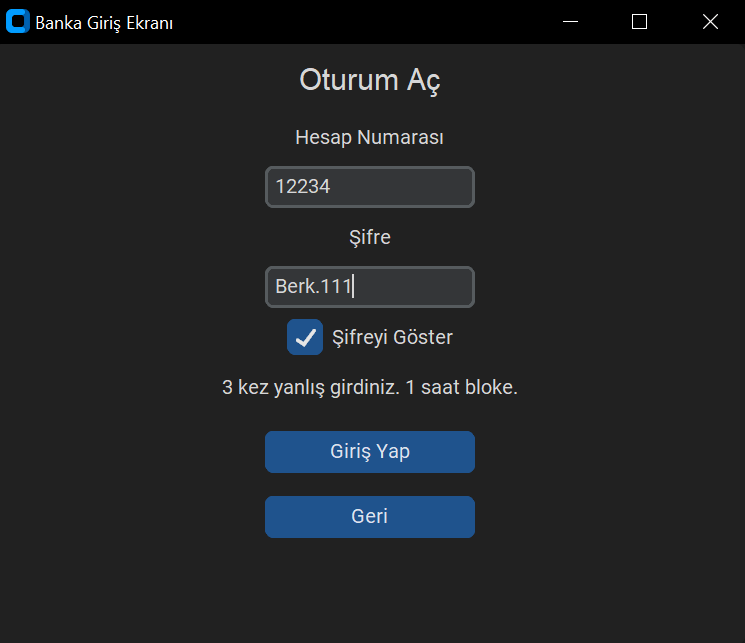 Banka Giriş Ekranı
Oturum Aç
Hesap Numarası
12234
Şifre
Berk.111
Şifreyi Göster
3 kez yanlış girdiniz. 1 saat bloke.
Giriş Yap
Geri